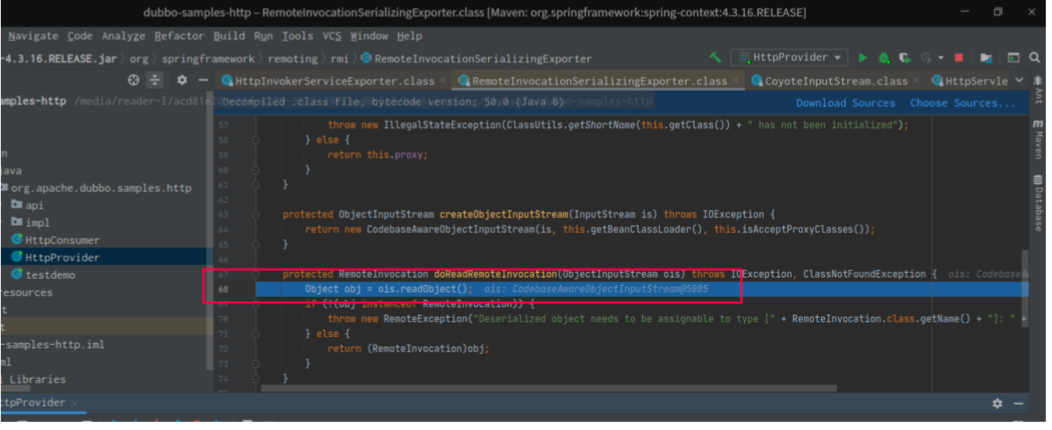 dubbo-samples-http – RemoteInvocationSerializingExporter.class [Maven: org.springframework:spring-context:4.3.16.RELEASE]
Navigate Code Analyze Refactor Build Run Tools VCS Window Help
-4.3.16.RELEASE.jar › org › springframework › remoting › rmi › RemoteInvocationSerializingExporter HttpProvider
HttpInvokerServiceExporter.class × RemoteInvocationSerializingExporter.class × CoyoteInputStream.class × HttpServle
amples-http /media/reader-l/acd81e
Decompiled .class file, bytecode version: 50.0 (Java 6) Download Sources Choose Sources...
57 throw new IllegalStateException(ClassUtils.getShortName(this.getClass()) + " has not been initialized");
58 } else {
59 return this.proxy;
60 }
61 }
62
63 protected ObjectInputStream createObjectInputStream(InputStream is) throws IOException {
64 return new CodebaseAwareObjectInputStream(is, this.getBeanClassLoader(), this.isAcceptProxyClasses());
65 }
66
67 protected RemoteInvocation doReadRemoteInvocation(ObjectInputStream ois) throws IOException, ClassNotFoundException { ois: CodebaseA
68 Object obj = ois.readObject(); ois: CodebaseAwareObjectInputStream@5085
if (!(obj instanceof RemoteInvocation)) {
70 throw new RemoteException("Deserialized object needs to be assignable to type [" + RemoteInvocation.class.getName() + "]: " +
71 } else {
72 return (RemoteInvocation)obj;
73 }
74 }
n
java
org.apache.dubbo.samples.http
api
impl
HttpConsumer
HttpProvider
testdemo
resources
t
t
-samples-http.iml
ml
l Libraries
ttpProvider ×
Ant
Maven
Database